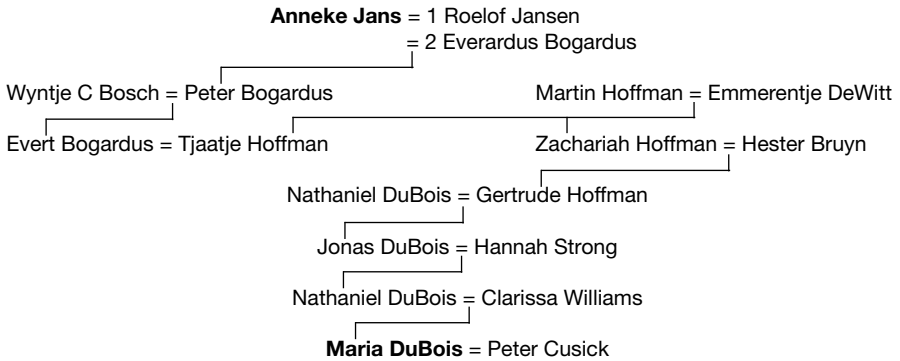 Anneke Jans = 1 Roelof Jansen
= 2 Everardus Bogardus
Wyntje C Bosch = Peter Bogardus
Martin Hoffman = Emmerentje DeWitt
Evert Bogardus = Tjaatje Hoffman
Zachariah Hoffman = Hester Bruyn
Nathaniel DuBois = Gertrude Hoffman
Jonas DuBois = Hannah Strong
Nathaniel DuBois = Clarissa Williams
Maria DuBois = Peter Cusick